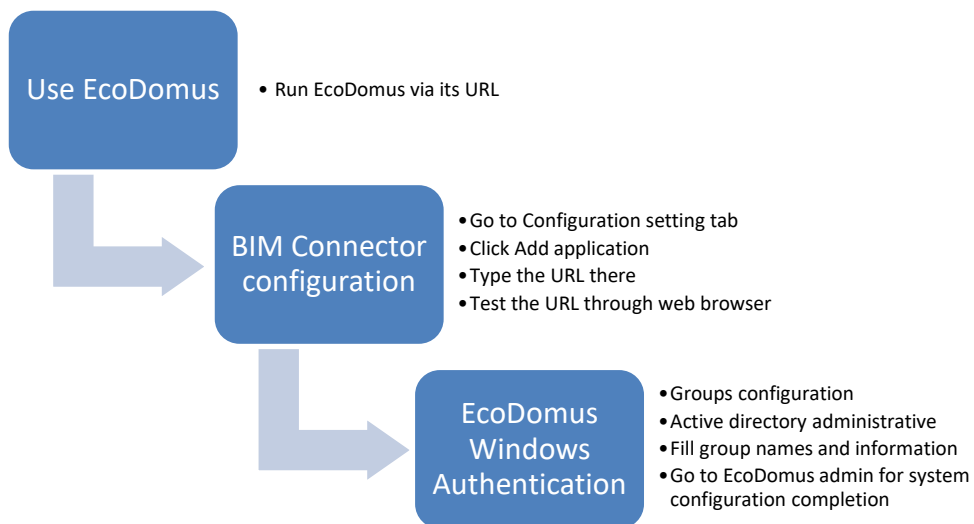 Use EcoDomus
• Run EcoDomus via its URL
BIM Connector
configuration
• Go to Configuration setting tab
• Click Add application
• Type the URL there
• Test the URL through web browser
EcoDomus
Windows
Authentication
• Groups configuration
• Active directory administrative
• Fill group names and information
• Go to EcoDomus admin for system
configuration completion